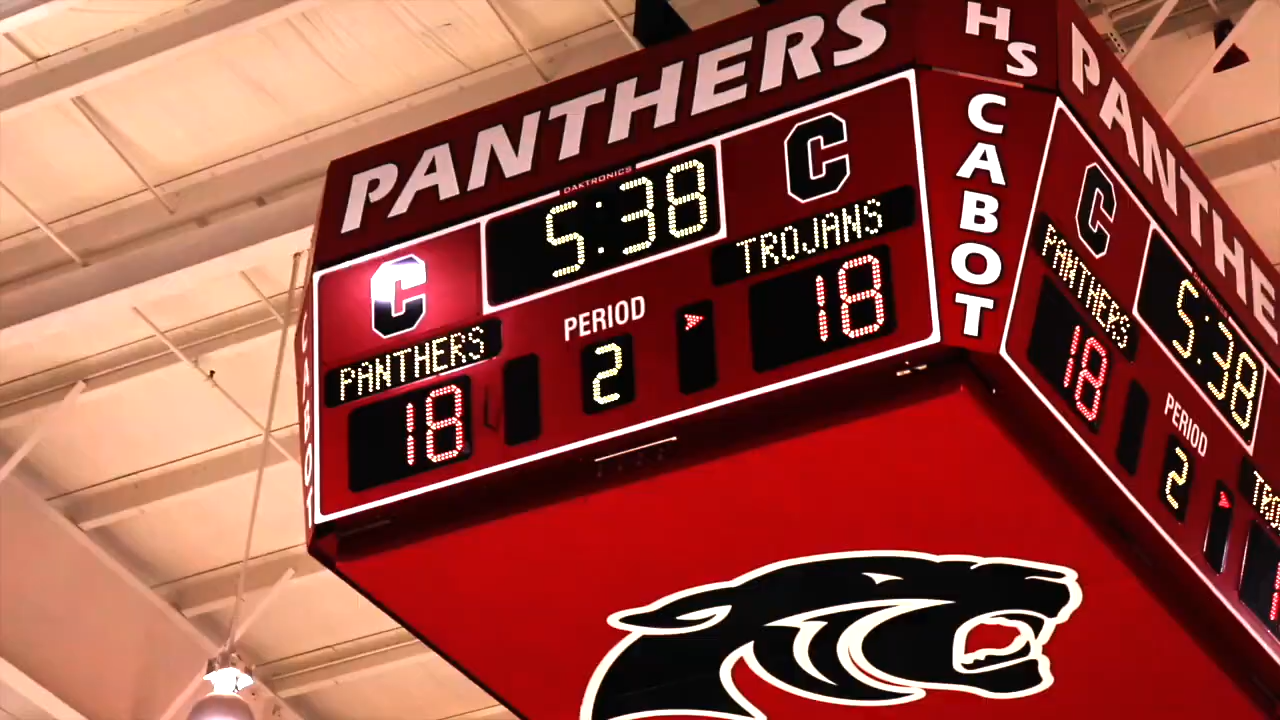 PANTHERS
DAKTRONICS
5:38
C
C
TROJANS
PANTHERS
PERIOD
18
2
18
HS
CABOT
PANTHE
C
PANTHERS
5:38
18
PERIOD
2
TRO